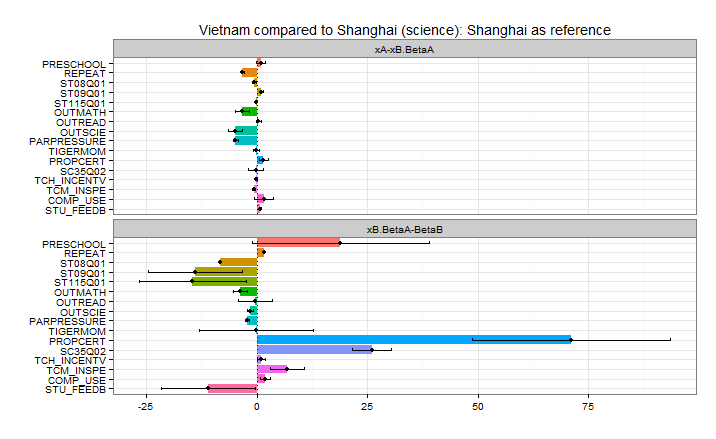 Vietnam compared to Shanghai (science): Shanghai as reference
xA-xB.BetaA
PRESCHOOL
REPEAT
ST08Q01
ST09Q01
ST115Q01
OUTMATH
OUTREAD
OUTSCIE
PARPRESSURE
TIGERMOM
PROPCERT
SC35Q02
TCH_INCENTV
TCM_INSPE
COMP_USE
STU_FEEDB
xB.BetaA-BetaB
PRESCHOOL
REPEAT
ST08Q01
ST09Q01
ST115Q01
OUTMATH
OUTREAD
OUTSCIE
PARPRESSURE
TIGERMOM
PROPCERT
SC35Q02
TCH_INCENTV
TCM_INSPE
COMP_USE
STU_FEEDB
-25 0 25 50 75